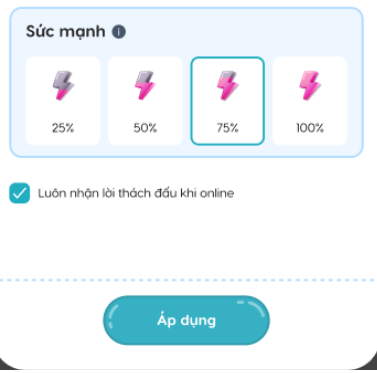 Sức mạnh
25%
50%
75%
100%
Luôn nhận lời thách đấu khi online
Áp dụng